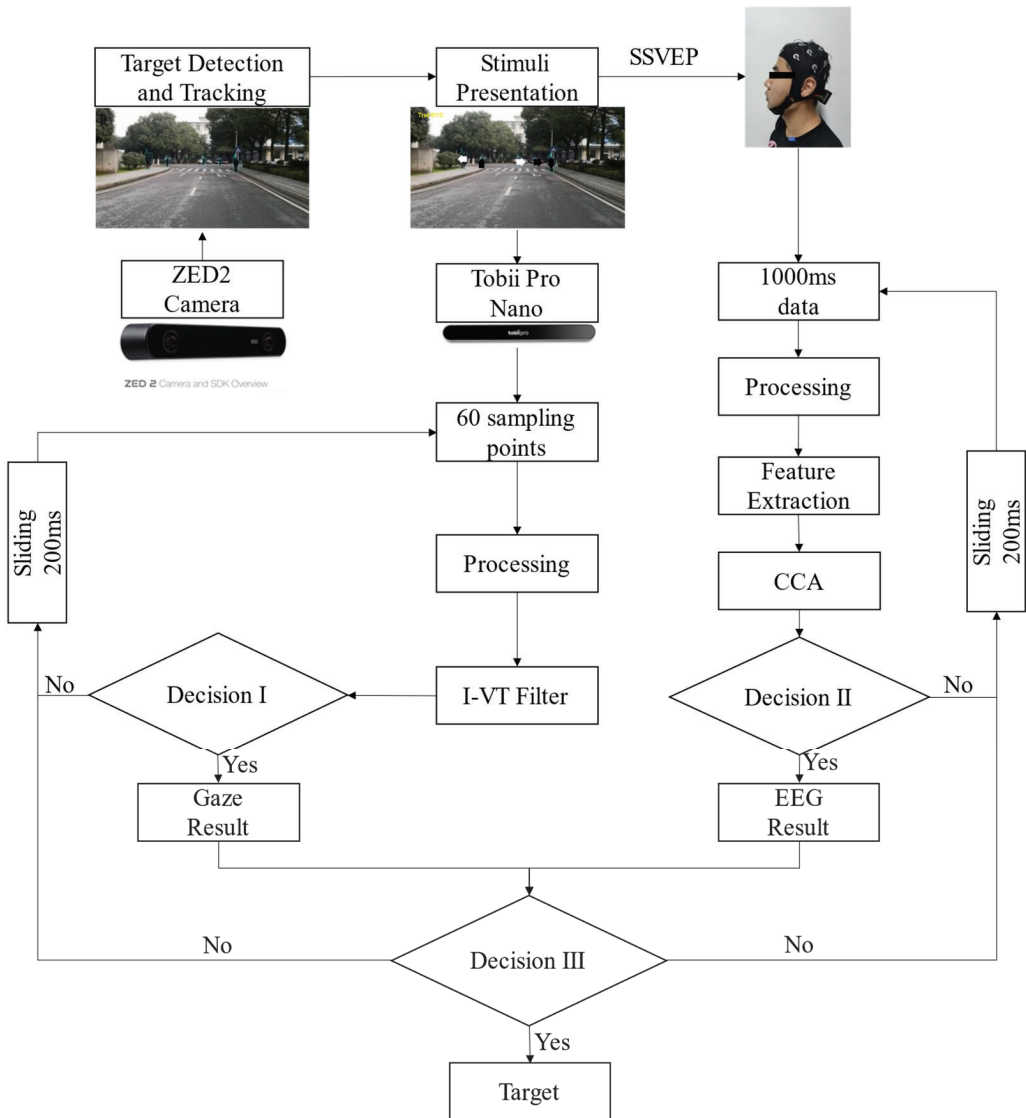 Target Detection
and Tracking
Stimuli
Presentation
SSVEP
ZED2
Camera
ZED 2 Camera and SDK Overview
Tobii Pro
Nano
tobiipro
1000ms
data
Processing
Feature
Extraction
CCA
60 sampling
points
Processing
I-VT Filter
Sliding
200ms
Sliding
200ms
Decision I
No
Yes
Gaze
Result
Decision II
No
Yes
EEG
Result
Decision III
No
No
Yes
Target